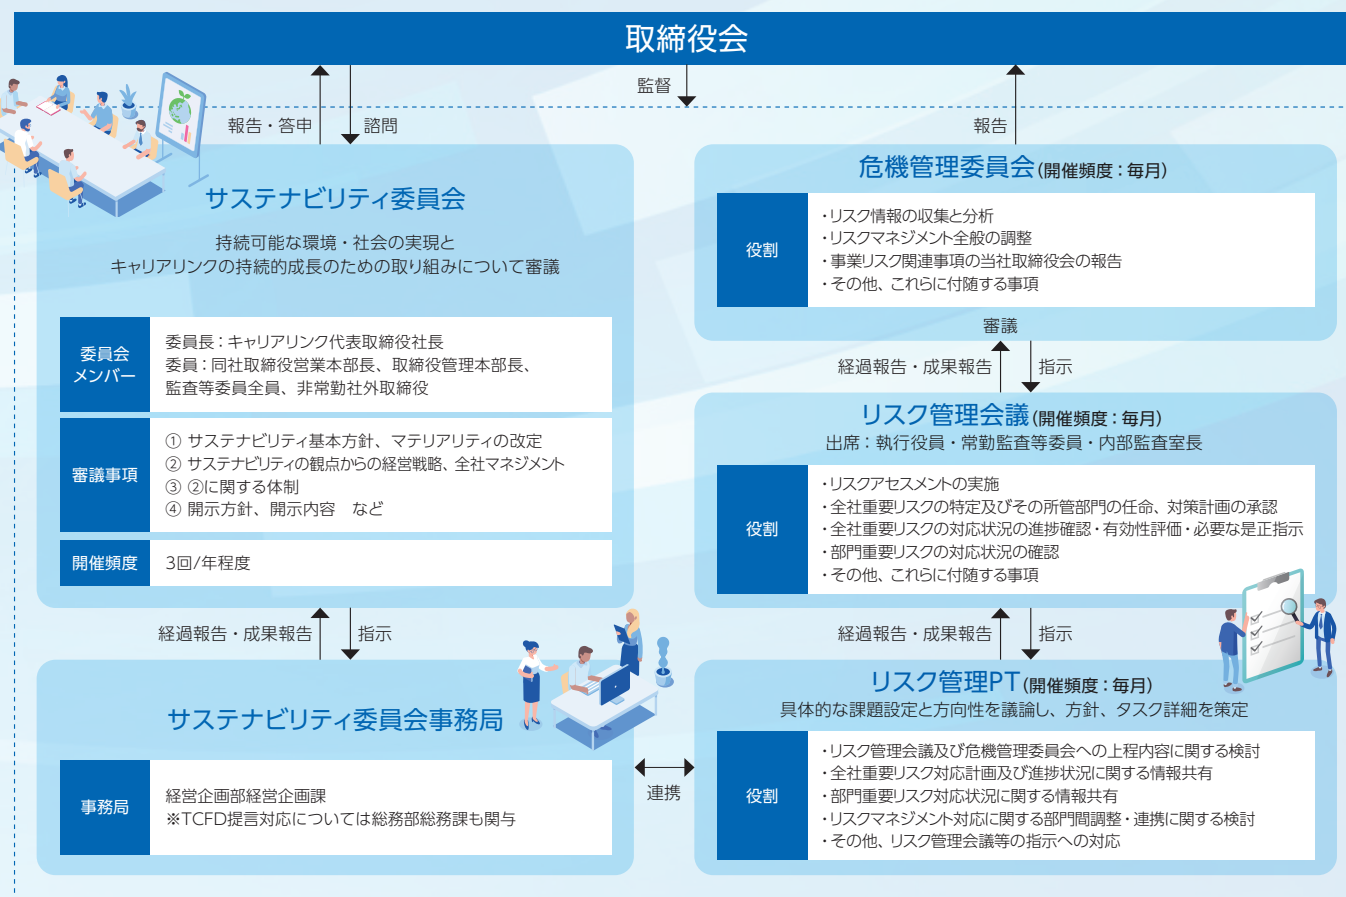 取締役会
監督
報告・答申
諮問
報告
サステナビリティ委員会
持続可能な環境・社会の実現と
キャリアリンクの持続的成長のための取り組みについて審議
委員会
メンバー
委員長：キャリアリンク代表取締役社長
委員：同社取締役営業本部長、取締役管理本部長、
監査等委員全員、非常勤社外取締役
審議事項
① サステナビリティ基本方針、マテリアリティの改定
② サステナビリティの観点からの経営戦略、全社マネジメント
③ ②に関する体制
④ 開示方針、開示内容　など
開催頻度
3回/年程度
経過報告・成果報告
指示
サステナビリティ委員会事務局
事務局
経営企画部経営企画課
※TCFD提言対応については総務部総務課も関与
連携
危機管理委員会(開催頻度：毎月)
役割
・リスク情報の収集と分析
・リスクマネジメント全般の調整
・事業リスク関連事項の当社取締役会の報告
・その他、これらに付随する事項
審議
経過報告・成果報告
指示
リスク管理会議(開催頻度：毎月)
出席：執行役員・常勤監査等委員・内部監査室長
役割
・リスクアセスメントの実施
・全社重要リスクの特定及びその所管部門の任命、対策計画の承認
・全社重要リスクの対応状況の進捗確認・有効性評価・必要な是正指示
・部門重要リスクの対応状況の確認
・その他、これらに付随する事項
経過報告・成果報告
指示
リスク管理PT(開催頻度：毎月)
具体的な課題設定と方向性を議論し、方針、タスク詳細を策定
役割
・リスク管理会議及び危機管理委員会への上程内容に関する検討
・全社重要リスク対応計画及び進捗状況に関する情報共有
・部門重要リスク対応状況に関する情報共有
・リスクマネジメント対応に関する部門間調整・連携に関する検討
・その他、リスク管理会議等の指示への対応